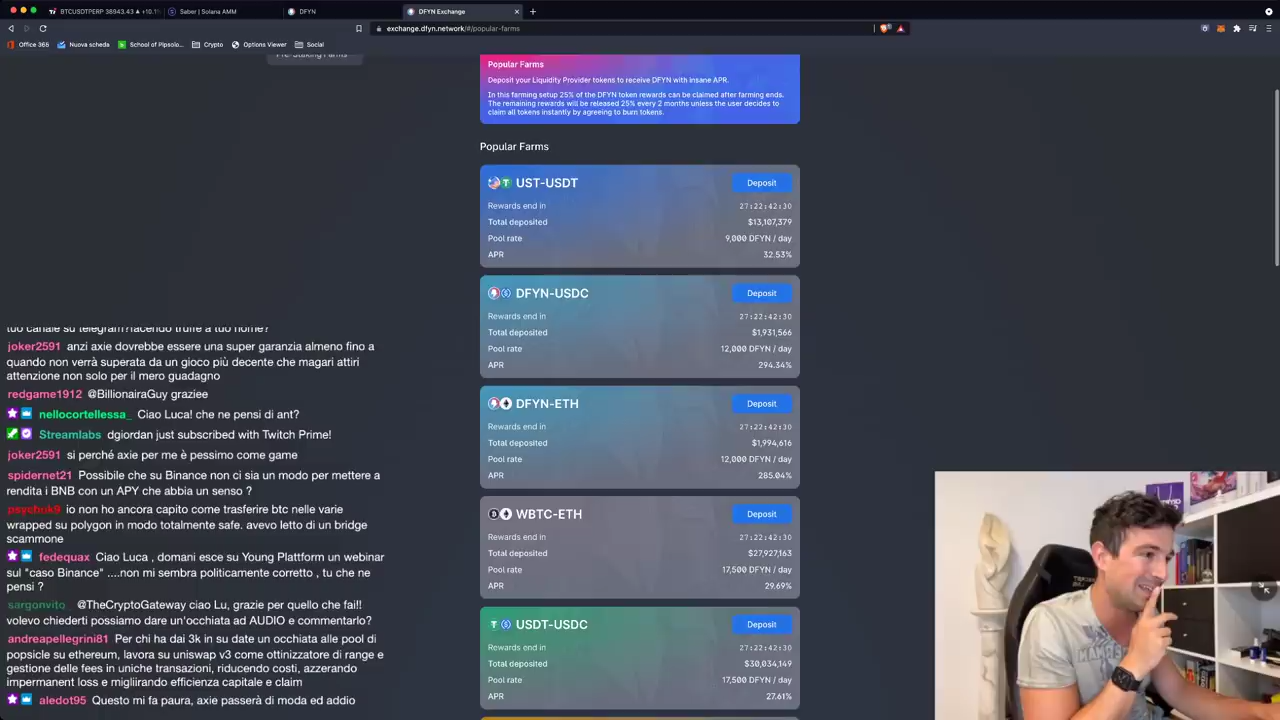 BTCUSDTPERP 38943.43 ▲ +10.1%
Saber | Solana AMM
DFYN
DFYN Exchange
exchange.dfyn.network/#/popular-farms
Office 365
Nuova scheda
School of Pipsolo...
Crypto
Options Viewer
Social
Pre-Staking Farms
Popular Farms
Deposit your Liquidity Provider tokens to receive DFYN with insane APR.
In this farming setup 25% of the DFYN token rewards can be claimed after farming ends.
The remaining rewards will be released 25% every 2 months unless the user decides to
claim all tokens instantly by agreeing to burn tokens.
Popular Farms
UST-USDT
Deposit
Rewards end in 27:22:42:30
Total deposited $13,107,379
Pool rate 9,000 DFYN / day
APR 32.53%
DFYN-USDC
Deposit
Rewards end in 27:22:42:30
Total deposited $1,931,566
Pool rate 12,000 DFYN / day
APR 294.34%
DFYN-ETH
Deposit
Rewards end in 27:22:42:30
Total deposited $1,994,616
Pool rate 12,000 DFYN / day
APR 285.04%
WBTC-ETH
Deposit
Rewards end in 27:22:42:30
Total deposited $27,927,163
Pool rate 17,500 DFYN / day
APR 29.69%
USDT-USDC
Deposit
Rewards end in 27:22:42:30
Total deposited $30,034,149
Pool rate 17,500 DFYN / day
APR 27.61%
tuo canale su telegram?facendo truffe a tuo nome?
joker2591 anzi axie dovrebbe essere una super garanzia almeno fino a
quando non verrà superata da un gioco più decente che magari attiri
attenzione non solo per il mero guadagno
redgame1912 @BillionairaGuy graziee
nellocortellessa_ Ciao Luca! che ne pensi di ant?
Streamlabs dgiordan just subscribed with Twitch Prime!
joker2591 si perché axie per me è pessimo come game
spidernet21 Possibile che su Binance non ci sia un modo per mettere a
rendita i BNB con un APY che abbia un senso ?
psychok9 io non ho ancora capito come trasferire btc nelle varie
wrapped su polygon in modo totalmente safe. avevo letto di un bridge
scammone
fedequax Ciao Luca , domani esce su Young Plattform un webinar
sul "caso Binance" ....non mi sembra politicamente corretto , tu che ne
pensi ?
sargonvito_ @TheCryptoGateway ciao Lu, grazie per quello che fai!!
volevo chiederti possiamo dare un'occhiata ad AUDIO e commentarlo?
andreapellegrini81 Per chi ha dai 3k in su date un occhiata alle pool di
popsicle su ethereum, lavora su uniswap v3 come ottinizzatore di range e
gestione delle fees in uniche transazioni, riducendo costi, azzerando
impermanent loss e migliirando efficienza capitale e claim
aledot95 Questo mi fa paura, axie passerà di moda ed addio